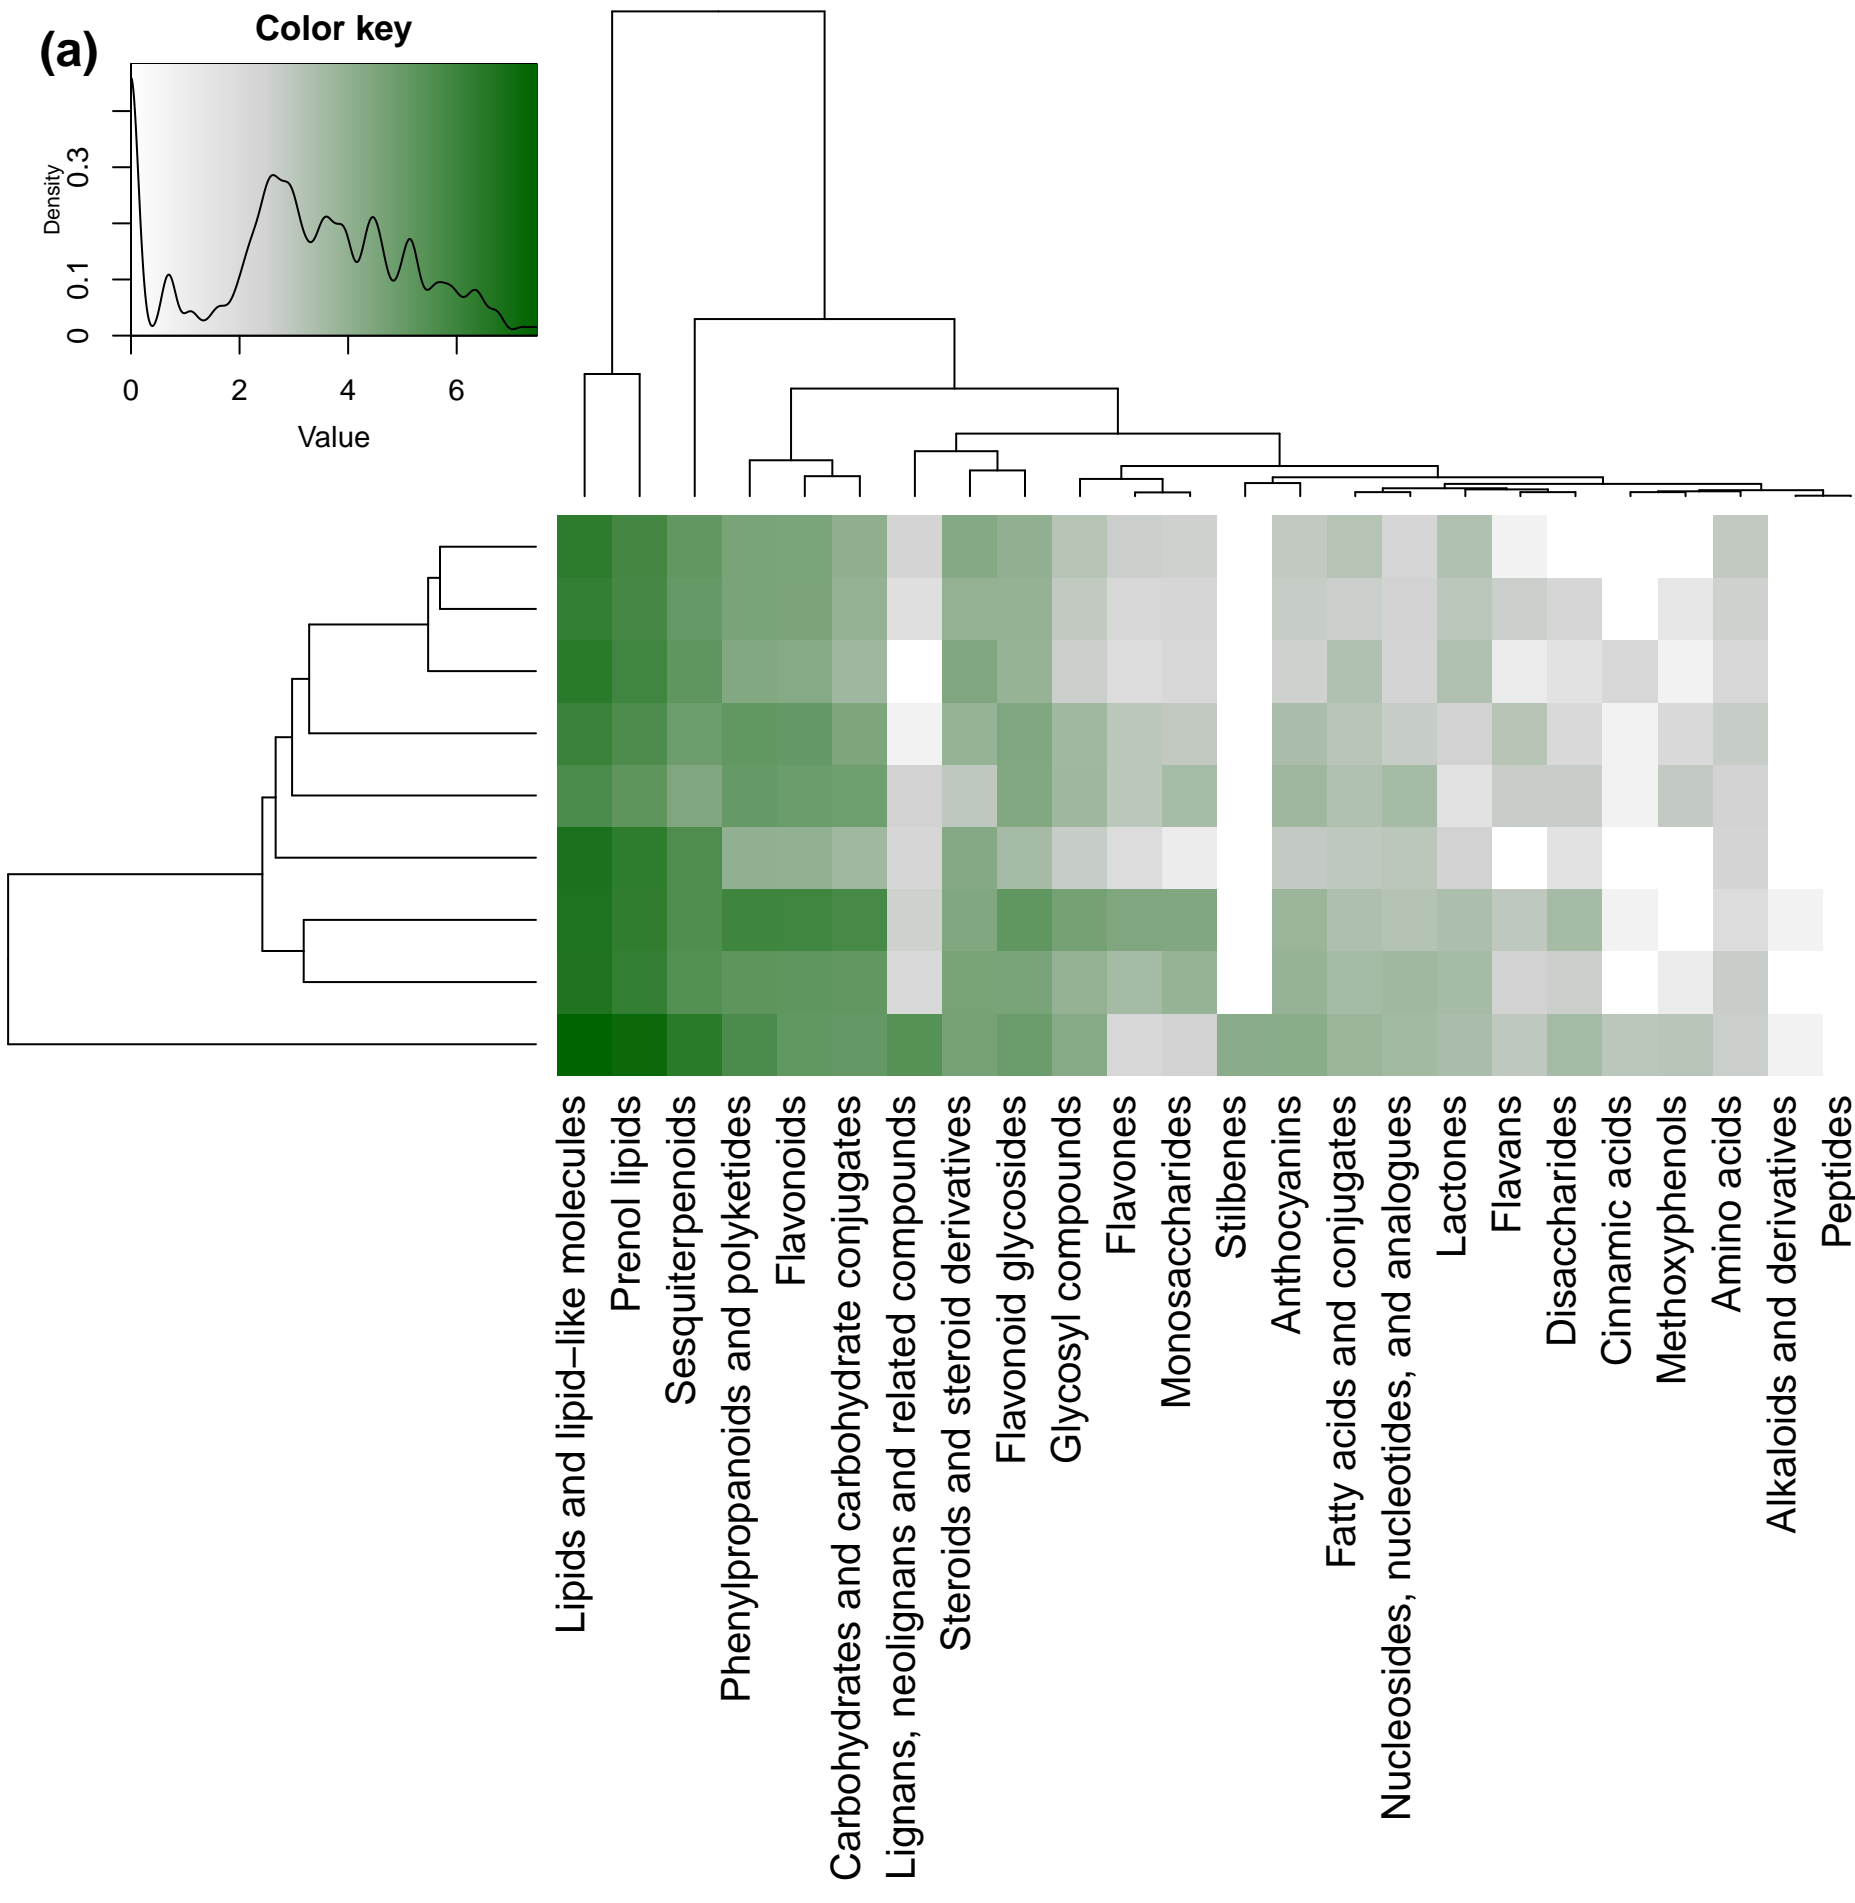 (a)
Color key
Density
0
0.1
0.3
0 2 4 6
Value
Lipids and lipid–like molecules
Prenol lipids
Sesquiterpenoids
Phenylpropanoids and polyketides
Flavonoids
Carbohydrates and carbohydrate conjugates
Lignans, neolignans and related compounds
Steroids and steroid derivatives
Flavonoid glycosides
Glycosyl compounds
Flavones
Monosaccharides
Stilbenes
Anthocyanins
Fatty acids and conjugates
Nucleosides, nucleotides, and analogues
Lactones
Flavans
Disaccharides
Cinnamic acids
Methoxyphenols
Amino acids
Alkaloids and derivatives
Peptides